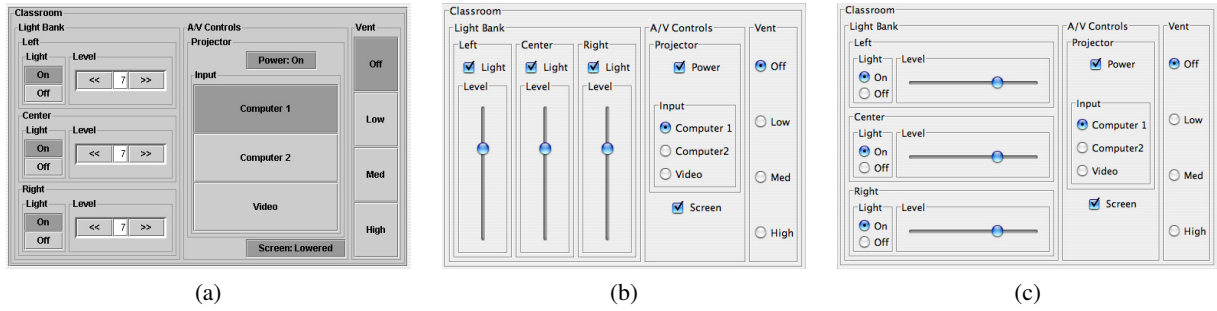 Classroom
Light Bank
Left
Light
On
Off
Level
<< 7 >>
Center
Light
On
Off
Level
<< 7 >>
Right
Light
On
Off
Level
<< 7 >>
A/V Controls
Projector
Power: On
Input
Computer 1
Computer 2
Video
Screen: Lowered
Vent
Off
Low
Med
High
(a)
Classroom
Light Bank
Left
Light
Level
Center
Light
Level
Right
Light
Level
A/V Controls
Projector
Power
Input
Computer 1
Computer2
Video
Screen
Vent
Off
Low
Med
High
(b)
Classroom
Light Bank
Left
Light
On
Off
Level
Center
Light
On
Off
Level
Right
Light
On
Off
Level
A/V Controls
Projector
Power
Input
Computer 1
Computer2
Video
Screen
Vent
Off
Low
Med
High
(c)